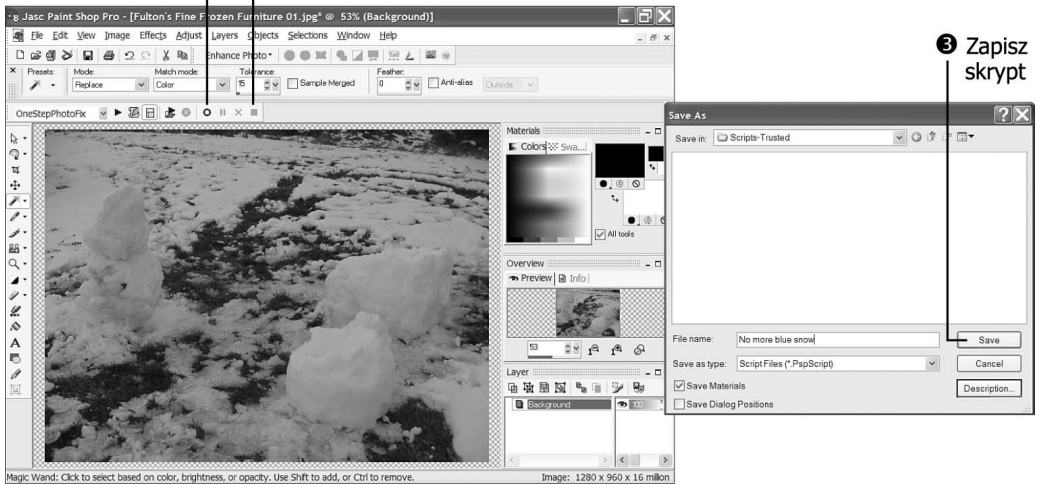 Jasc Paint Shop Pro - [Fulton's Fine Frozen Furniture 01.jpg* @ 53% (Background)]
File Edit View Image Effects Adjust Layers Objects Selections Window Help
Enhance Photo
Presets: Mode: Match mode: Tolerance: Feather:
Replace Color 15 Sample Merged 0 Anti-alias Outside
OneStepPhotoFix
Materials
Colors Swa...
All tools
Overview
Preview Info
53
Layer
Background 100
Magic Wand: Click to select based on color, brightness, or opacity. Use Shift to add, or Ctrl to remove. Image: 1280 x 960 x 16 million
❸ Zapisz
skrypt
Save As
Save in: Scripts-Trusted
File name: No more blue snow Save
Save as type: Script Files (*.PspScript) Cancel
Save Materials Description...
Save Dialog Positions